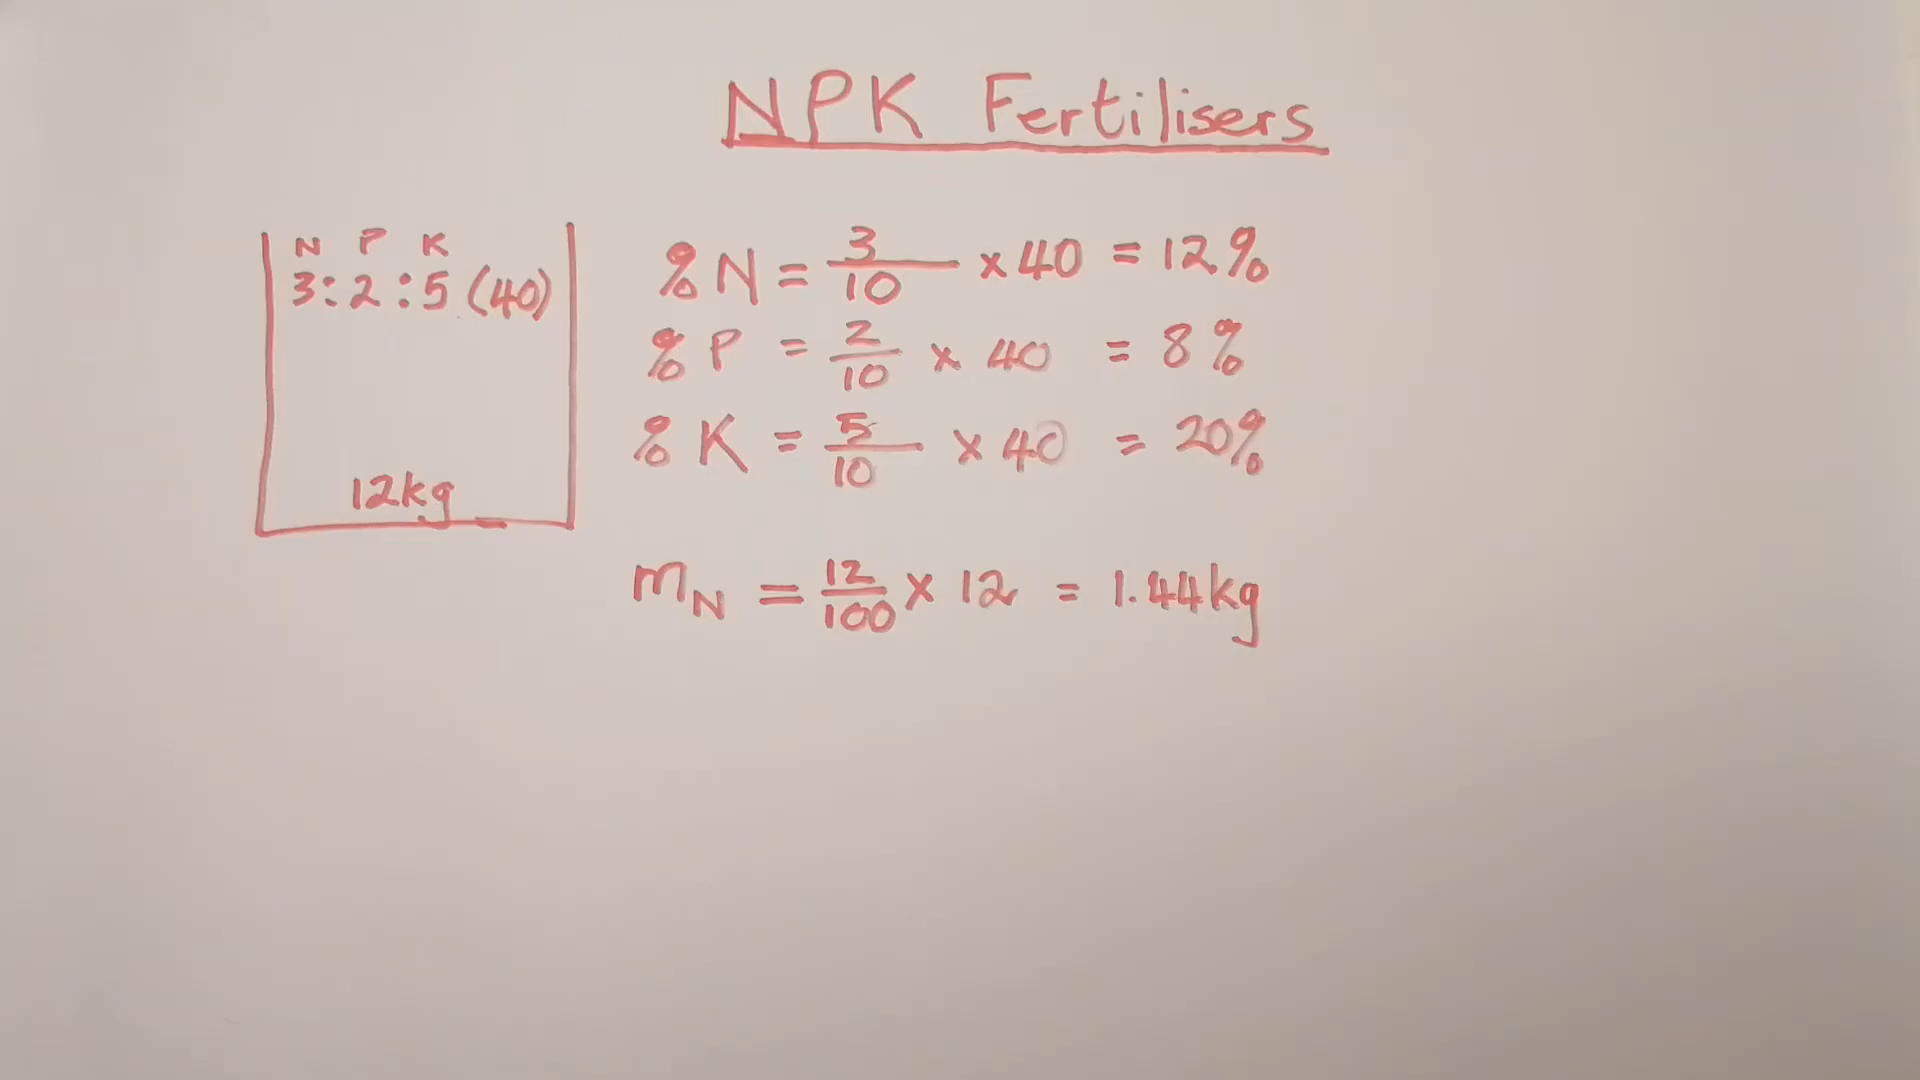 NPK Fertilisers
N P K
3:2:5 (40)
12kg
% N = 3/10 × 40 = 12%
% P = 2/10 × 40 = 8%
% K = 5/10 × 40 = 20%
mN = 12/100 × 12 = 1.44kg